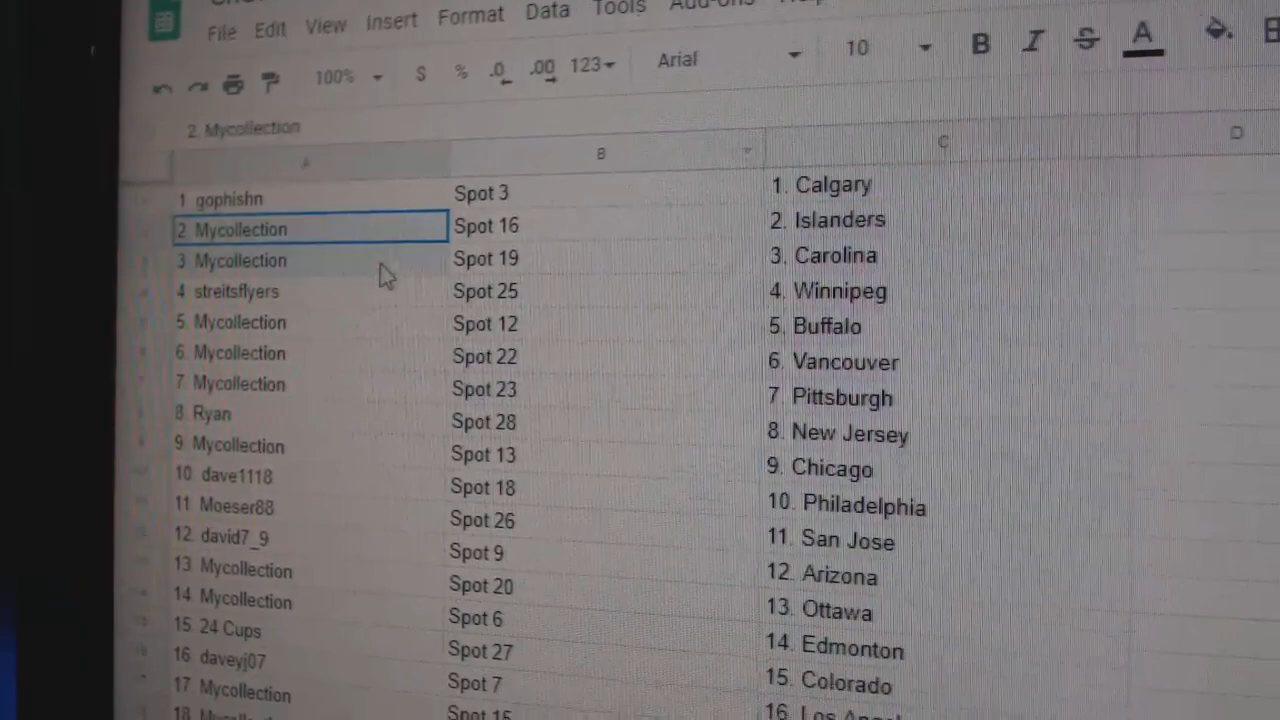 File Edit View Insert Format Data Tools
100% $ % .0 .00 123 Arial 10 B I S A
2. Mycollection
A B C D
1 gophishn Spot 3 1. Calgary
2 Mycollection Spot 16 2. Islanders
3 Mycollection Spot 19 3. Carolina
4 streitsflyers Spot 25 4. Winnipeg
5. Mycollection Spot 12 5. Buffalo
6. Mycollection Spot 22 6. Vancouver
7 Mycollection Spot 23 7. Pittsburgh
8 Ryan Spot 28 8. New Jersey
9. Mycollection Spot 13 9. Chicago
10 dave1118 Spot 18 10. Philadelphia
11 Moeser88 Spot 26 11. San Jose
12. david7_9 Spot 9 12. Arizona
13 Mycollection Spot 20 13. Ottawa
14 Mycollection Spot 6 14. Edmonton
15 24 Cups Spot 27 15. Colorado
16 daveyj07 Spot 7 16 Los
17 Mycollection Spot 15
18